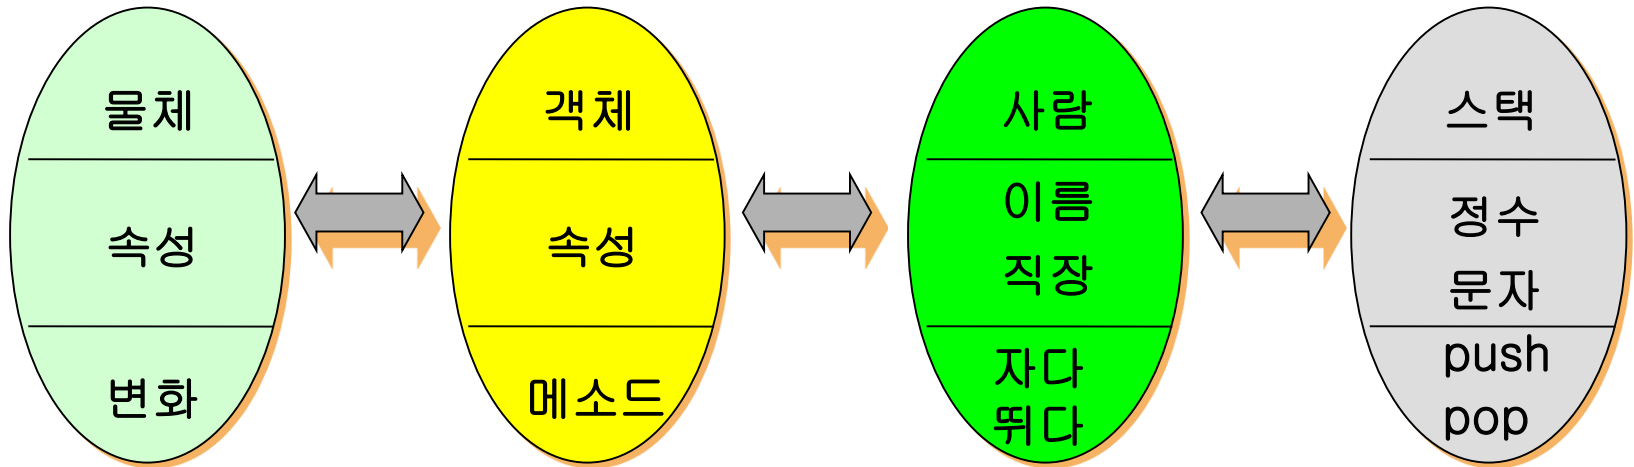 물체
속성
변화
객체
속성
메소드
사람
이름
직장
자다
뛰다
스택
정수
문자
push
pop